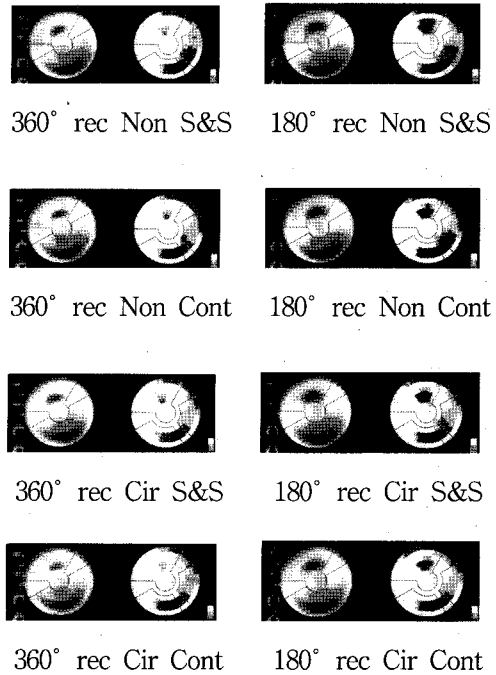 360° rec Non S&S 180° rec Non S&S
360° rec Non Cont 180° rec Non Cont
360° rec Cir S&S 180° rec Cir S&S
360° rec Cir Cont 180° rec Cir Cont